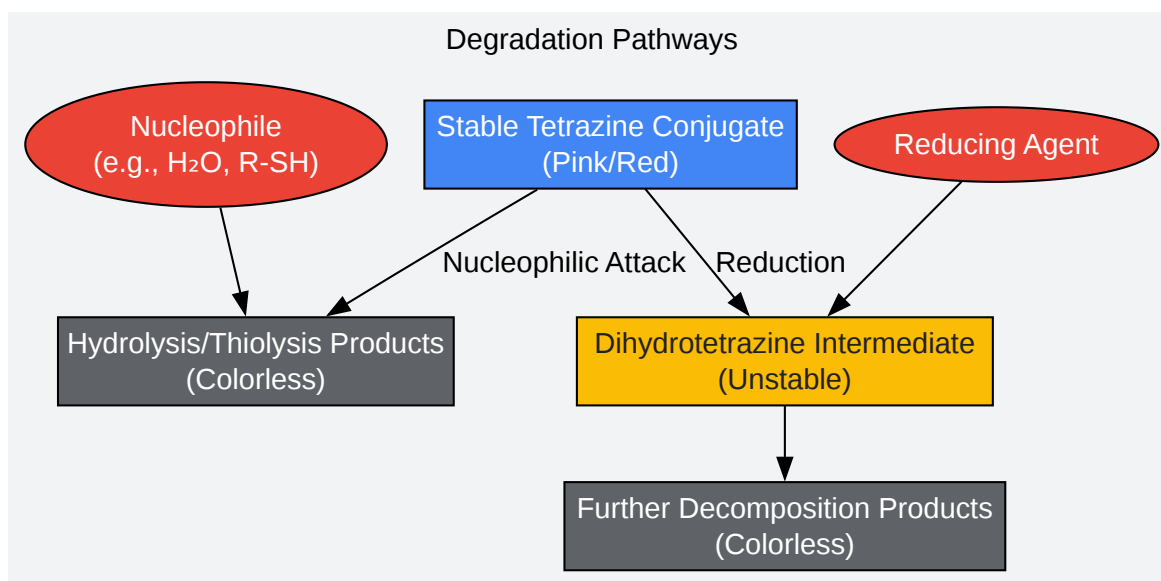 Degradation Pathways
Nucleophile
(e.g., H₂O, R-SH)
Stable Tetrazine Conjugate
(Pink/Red)
Reducing Agent
Nucleophilic Attack
Reduction
Hydrolysis/Thiolysis Products
(Colorless)
Dihydrotetrazine Intermediate
(Unstable)
Further Decomposition Products
(Colorless)